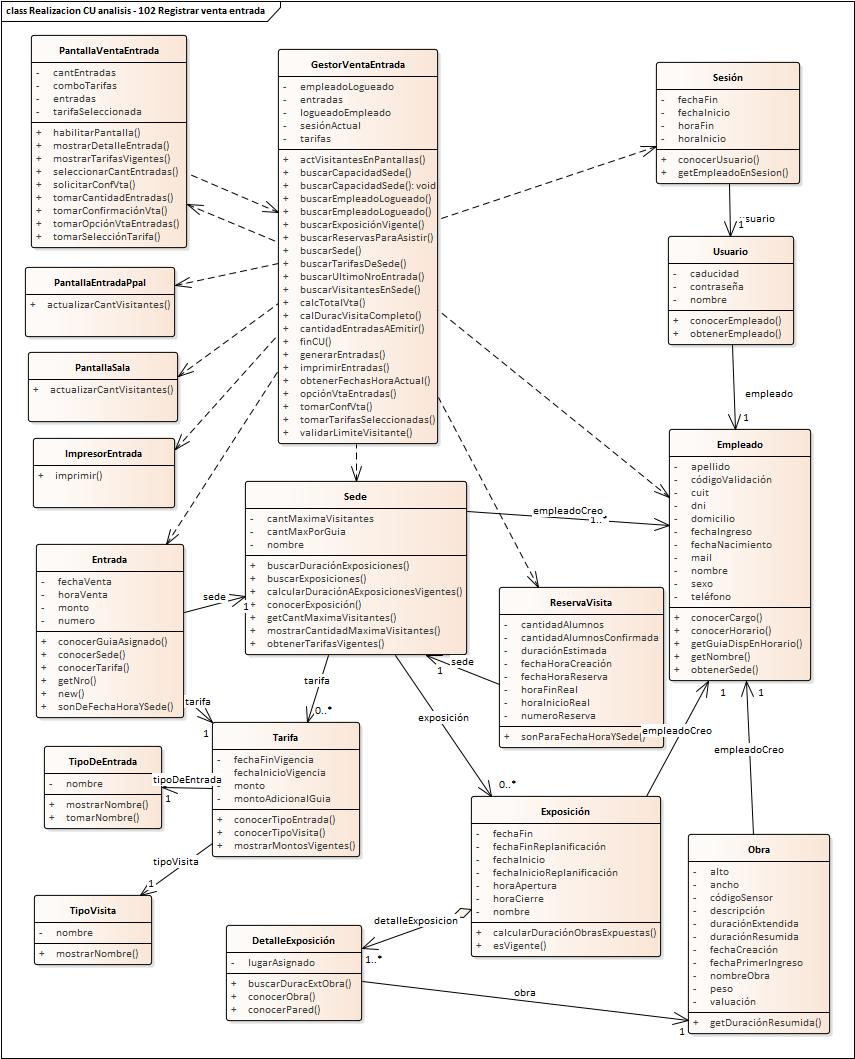 class Realizacion CU analisis - 102 Registrar venta entrada
PantallaVentaEntrada
- cantEntradas
- comboTarifas
- entradas
- tarifaSeleccionada
+ habilitarPantalla()
+ mostrarDetalleEntrada()
+ mostrarTarifasVigentes()
+ seleccionarCantEntradas()
+ solicitarConfVta()
+ tomarCantidadEntradas()
+ tomarConfirmaciónVta()
+ tomarOpciónVtaEntradas()
+ tomarSelecciónTarifa()
GestorVentaEntrada
- empleadoLogueado
- entradas
- logueadoEmpleado
- sesiónActual
- tarifas
+ actVisitantesEnPantallas()
+ buscarCapacidadSede()
+ buscarCapacidadSede(): void
+ buscarEmpleadoLogueado()
+ buscarEmpleadoLogueado()
+ buscarExposiciónVigente()
+ buscarReservasParaAsistir()
+ buscarSede()
+ buscarTarifasDeSede()
+ buscarUltimoNroEntrada()
+ buscarVisitantesEnSede()
+ calcTotalVta()
+ calDuracVisitaCompleto()
+ cantidadEntradasAEmitir()
+ finCU()
+ generarEntradas()
+ imprimirEntradas()
+ obtenerFechasHoraActual()
+ opciónVtaEntradas()
+ tomarConfVta()
+ tomarTarifasSeleccionadas()
+ validarLimiteVisitante()
Sesión
- fechaFin
- fechaInicio
- horaFin
- horaInicio
+ conocerUsuario()
+ getEmpleadoEnSesion()
usuario
1
Usuario
- caducidad
- contraseña
- nombre
+ conocerEmpleado()
+ obtenerEmpleado()
empleado
1
PantallaEntradaPpal
+ actualizarCantVisitantes()
PantallaSala
+ actualizarCantVisitantes()
ImpresorEntrada
+ imprimir()
Empleado
- apellido
- códigoValidación
- cuit
- dni
- domicilio
- fechaIngreso
- fechaNacimiento
- mail
- nombre
- sexo
- teléfono
+ conocerCargo()
+ conocerHorario()
+ getGuiaDispEnHorario()
+ getNombre()
+ obtenerSede()
Sede
- cantMaximaVisitantes
- cantMaxPorGuia
- nombre
+ buscarDuraciónExposiciones()
+ buscarExposiciones()
+ calcularDuraciónAExposicionesVigentes()
+ conocerExposición()
+ getCantMaximaVisitantes()
+ mostrarCantidadMaximaVisitantes()
+ obtenerTarifasVigentes()
empleadoCreo
1..*
Entrada
- fechaVenta
- horaVenta
- monto
- numero
+ conocerGuiaAsignado()
+ conocerSede()
+ conocerTarifa()
+ getNro()
+ new()
+ sonDeFechaHoraYSede()
sede
1
ReservaVisita
- cantidadAlumnos
- cantidadAlumnosConfirmada
- duraciónEstimada
- fechaHoraCreación
- fechaHoraReserva
- horaFinReal
- horaInicioReal
- numeroReserva
+ sonParaFechaHoraYSede()
sede
1
tarifa
0..*
tarifa
1
exposición
0..*
empleadoCreo
1
empleadoCreo
1
Tarifa
- fechaFinVigencia
- fechaInicioVigencia
- monto
- montoAdicionalGuia
+ conocerTipoEntrada()
+ conocerTipoVisita()
+ mostrarMontosVigentes()
TipoDeEntrada
- nombre
+ mostrarNombre()
+ tomarNombre()
tipoDeEntrada
1
tipoVisita
1
TipoVisita
- nombre
+ mostrarNombre()
Exposición
- fechaFin
- fechaFinReplanificación
- fechaInicio
- fechaInicioReplanificación
- horaApertura
- horaCierre
- nombre
+ calcularDuraciónObrasExpuestas()
+ esVigente()
detalleExposicion
1..*
DetalleExposición
- lugarAsignado
+ buscarDuracExtObra()
+ conocerObra()
+ conocerPared()
obra
1
Obra
- alto
- ancho
- códigoSensor
- descripción
- duraciónExtendida
- duraciónResumida
- fechaCreación
- fechaPrimerIngreso
- nombreObra
- peso
- valuación
+ getDuraciónResumida()